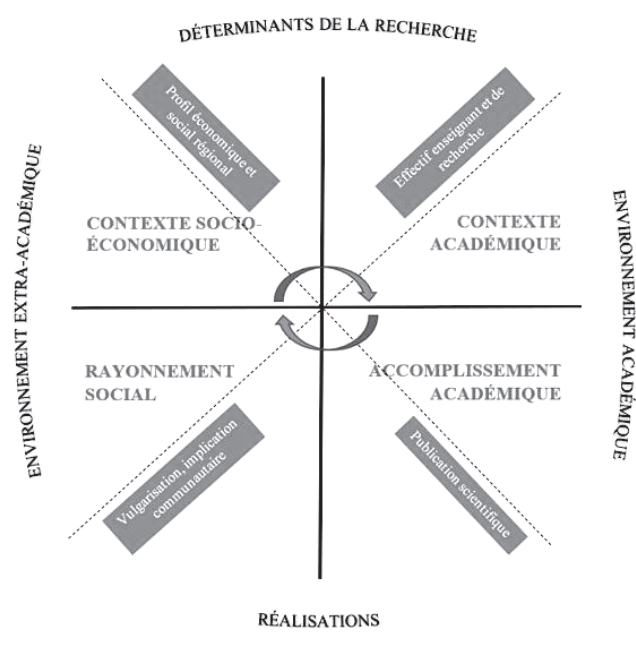 DÉTERMINANTS DE LA RECHERCHE
Profil économique et
social régional
Effectif enseignant et de
recherche
ENVIRONNEMENT EXTRA-ACADÉMIQUE
CONTEXTE SOCIO-
ÉCONOMIQUE
CONTEXTE
ACADÉMIQUE
ENVIRONNEMENT ACADÉMIQUE
RAYONNEMENT
SOCIAL
ACCOMPLISSEMENT
ACADÉMIQUE
Vulgarisation, implication
communautaire
Publication scientifique
RÉALISATIONS